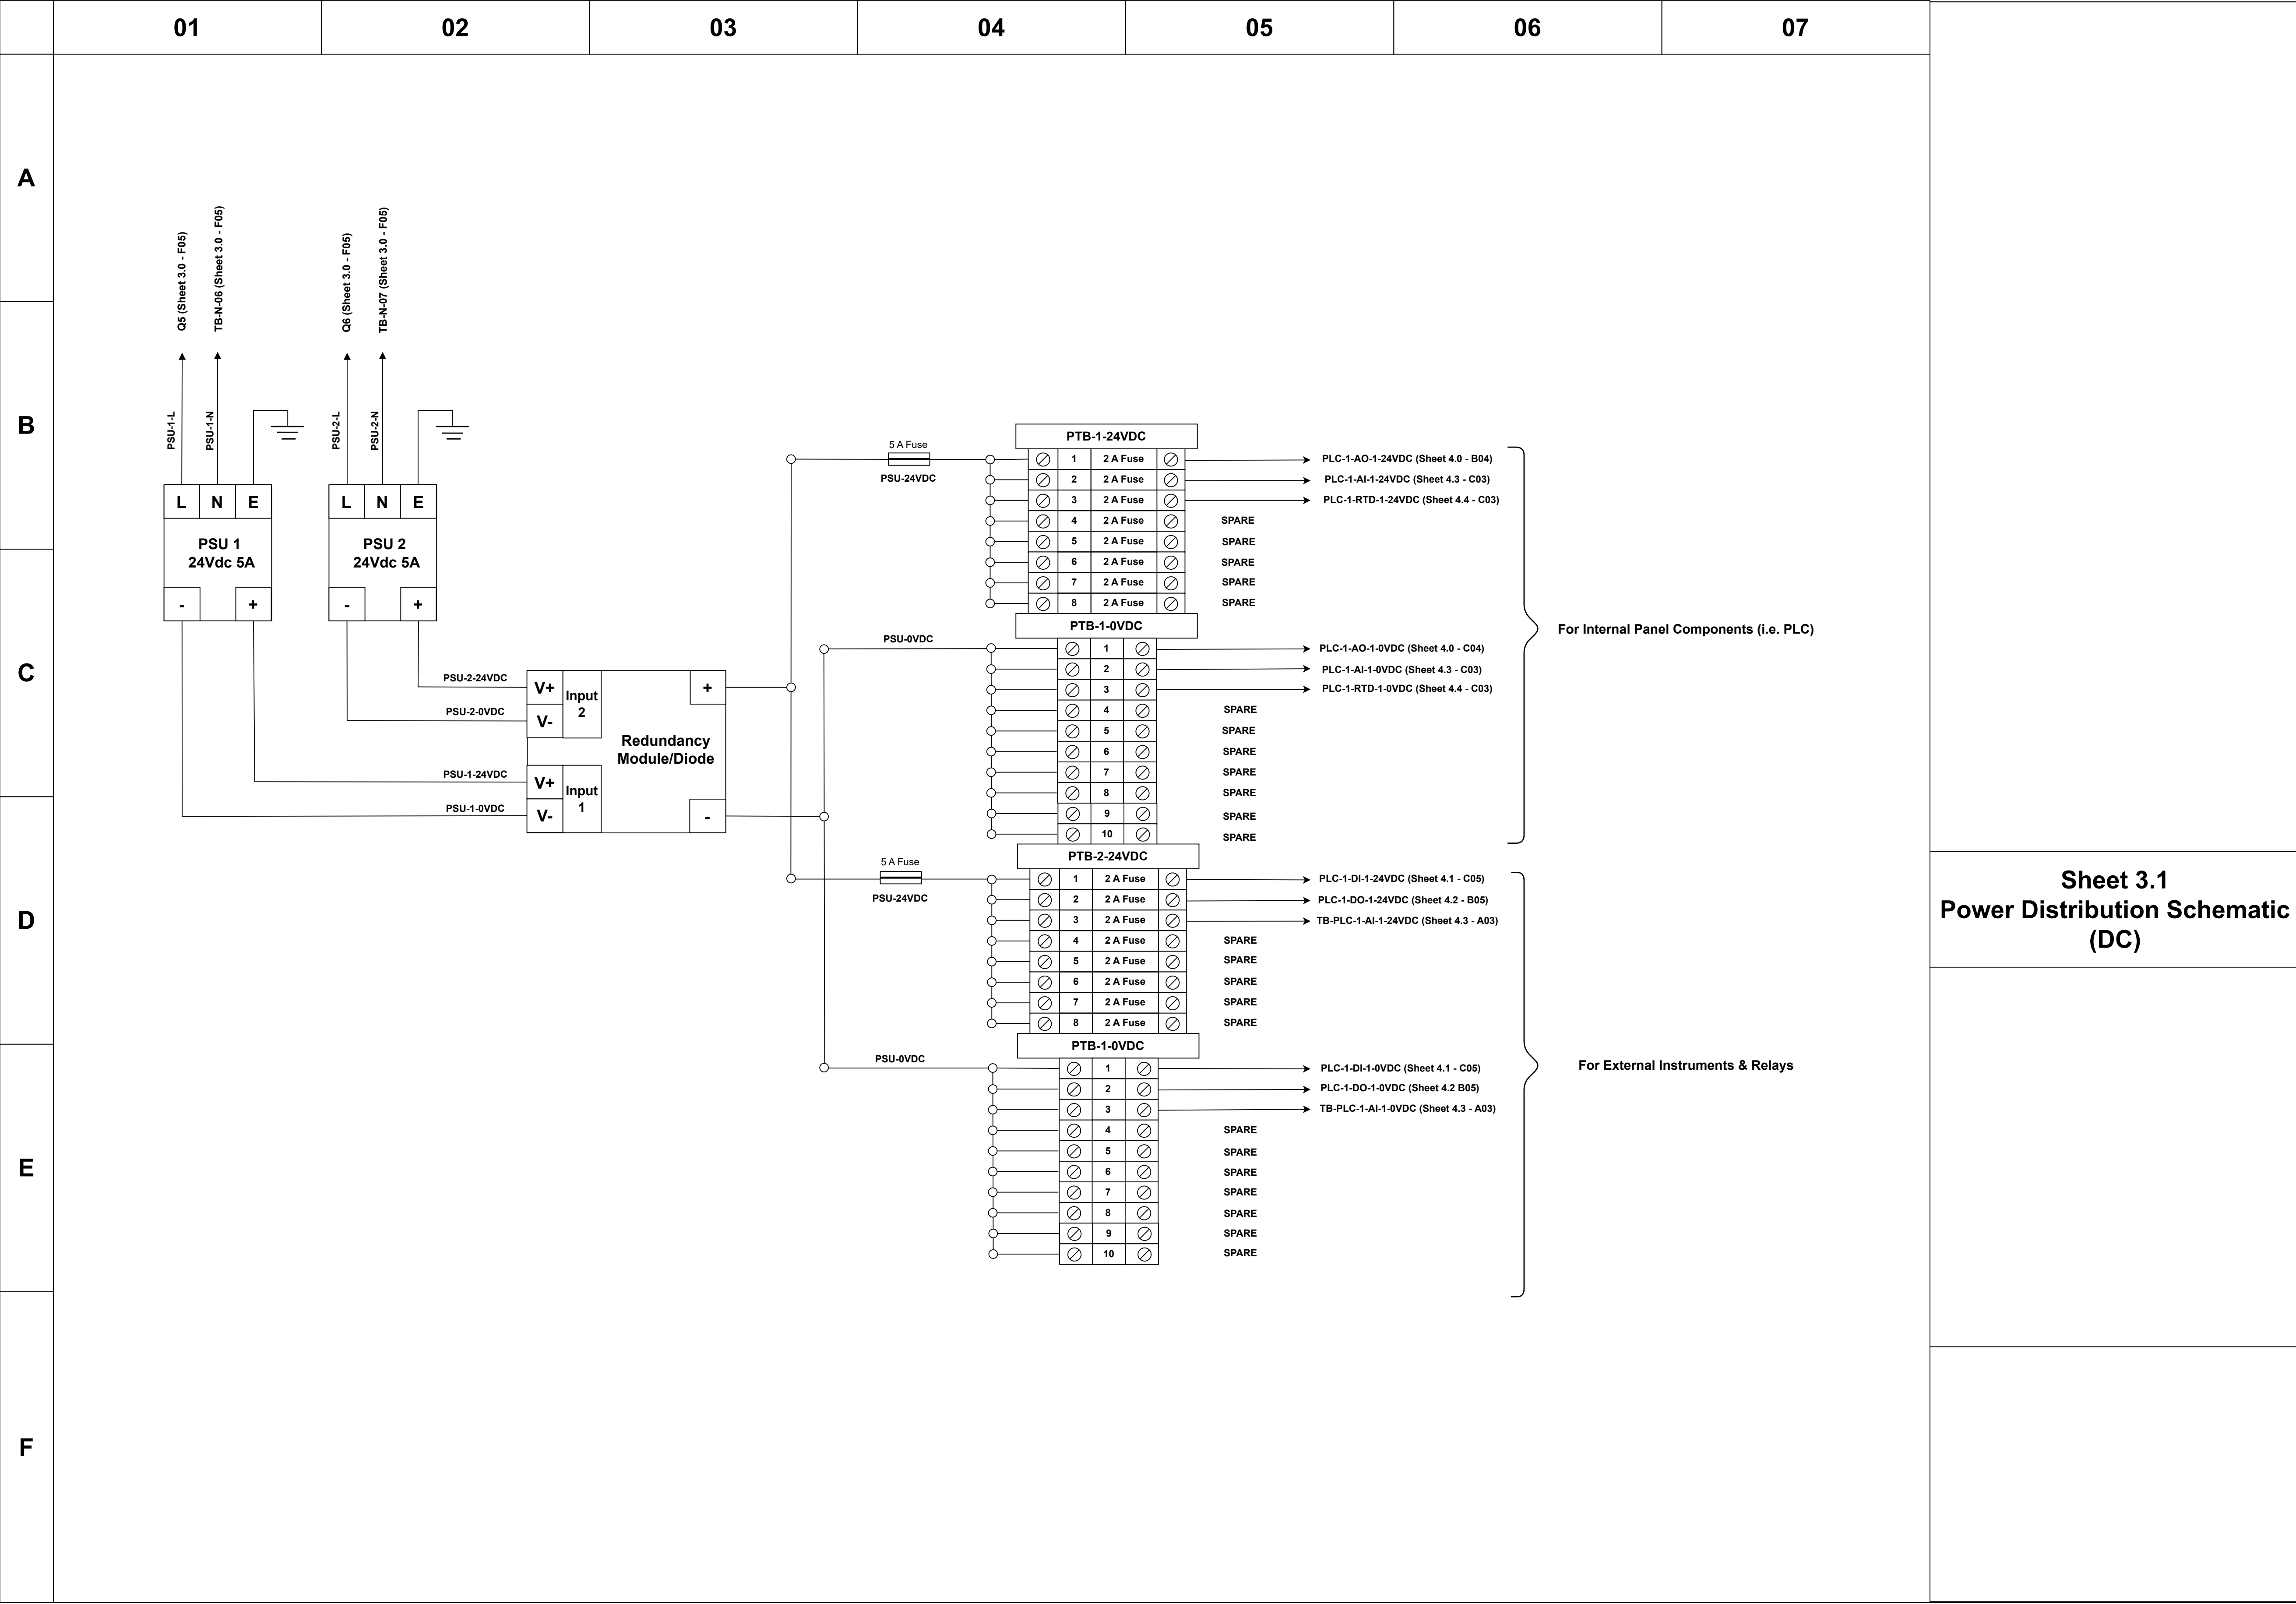 01 02 03 04 05 06 07
A
B
C
D
E
F
Q5 (Sheet 3.0 - F05)
TB-N-06 (Sheet 3.0 - F05)
Q6 (Sheet 3.0 - F05)
TB-N-07 (Sheet 3.0 - F05)
PSU-1-L
PSU-1-N
PSU-2-L
PSU-2-N
L N E
PSU 1
24Vdc 5A
- +
L N E
PSU 2
24Vdc 5A
- +
PSU-2-24VDC
PSU-2-0VDC
PSU-1-24VDC
PSU-1-0VDC
V+
V-
Input
2
V+
V-
Input
1
Redundancy
Module/Diode
+
-
5 A Fuse
PSU-24VDC
PTB-1-24VDC
1 2 A Fuse PLC-1-AO-1-24VDC (Sheet 4.0 - B04)
2 2 A Fuse PLC-1-AI-1-24VDC (Sheet 4.3 - C03)
3 2 A Fuse PLC-1-RTD-1-24VDC (Sheet 4.4 - C03)
4 2 A Fuse SPARE
5 2 A Fuse SPARE
6 2 A Fuse SPARE
7 2 A Fuse SPARE
8 2 A Fuse SPARE
PSU-0VDC
PTB-1-0VDC
1 PLC-1-AO-1-0VDC (Sheet 4.0 - C04)
2 PLC-1-AI-1-0VDC (Sheet 4.3 - C03)
3 PLC-1-RTD-1-0VDC (Sheet 4.4 - C03)
4 SPARE
5 SPARE
6 SPARE
7 SPARE
8 SPARE
9 SPARE
10 SPARE
For Internal Panel Components (i.e. PLC)
5 A Fuse
PSU-24VDC
PTB-2-24VDC
1 2 A Fuse PLC-1-DI-1-24VDC (Sheet 4.1 - C05)
2 2 A Fuse PLC-1-DO-1-24VDC (Sheet 4.2 - B05)
3 2 A Fuse TB-PLC-1-AI-1-24VDC (Sheet 4.3 - A03)
4 2 A Fuse SPARE
5 2 A Fuse SPARE
6 2 A Fuse SPARE
7 2 A Fuse SPARE
8 2 A Fuse SPARE
PSU-0VDC
PTB-1-0VDC
1 PLC-1-DI-1-0VDC (Sheet 4.1 - C05)
2 PLC-1-DO-1-0VDC (Sheet 4.2 B05)
3 TB-PLC-1-AI-1-0VDC (Sheet 4.3 - A03)
4 SPARE
5 SPARE
6 SPARE
7 SPARE
8 SPARE
9 SPARE
10 SPARE
For External Instruments & Relays
Sheet 3.1
Power Distribution Schematic
(DC)